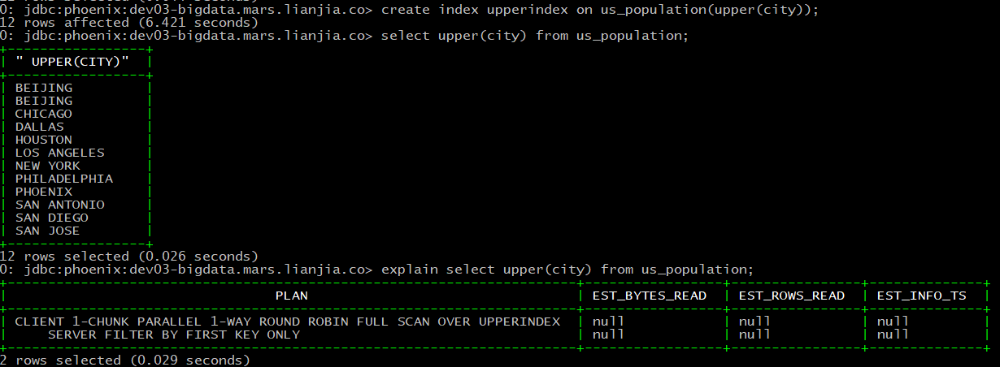 0: jdbc:phoenix:dev03-bigdata.mars.lianjia.co> create index upperindex on us_population(upper(city));
12 rows affected (6.421 seconds)
0: jdbc:phoenix:dev03-bigdata.mars.lianjia.co> select upper(city) from us_population;
+-----------------+
| " UPPER(CITY)" |
+-----------------+
| BEIJING |
| BEIJING |
| CHICAGO |
| DALLAS |
| HOUSTON |
| LOS ANGELES |
| NEW YORK |
| PHILADELPHIA |
| PHOENIX |
| SAN ANTONIO |
| SAN DIEGO |
| SAN JOSE |
+-----------------+
12 rows selected (0.026 seconds)
0: jdbc:phoenix:dev03-bigdata.mars.lianjia.co> explain select upper(city) from us_population;
| PLAN | EST_BYTES_READ | EST_ROWS_READ | EST_INFO_TS |
| CLIENT 1-CHUNK PARALLEL 1-WAY ROUND ROBIN FULL SCAN OVER UPPERINDEX | null | null | null |
| SERVER FILTER BY FIRST KEY ONLY | null | null | null |
2 rows selected (0.029 seconds)